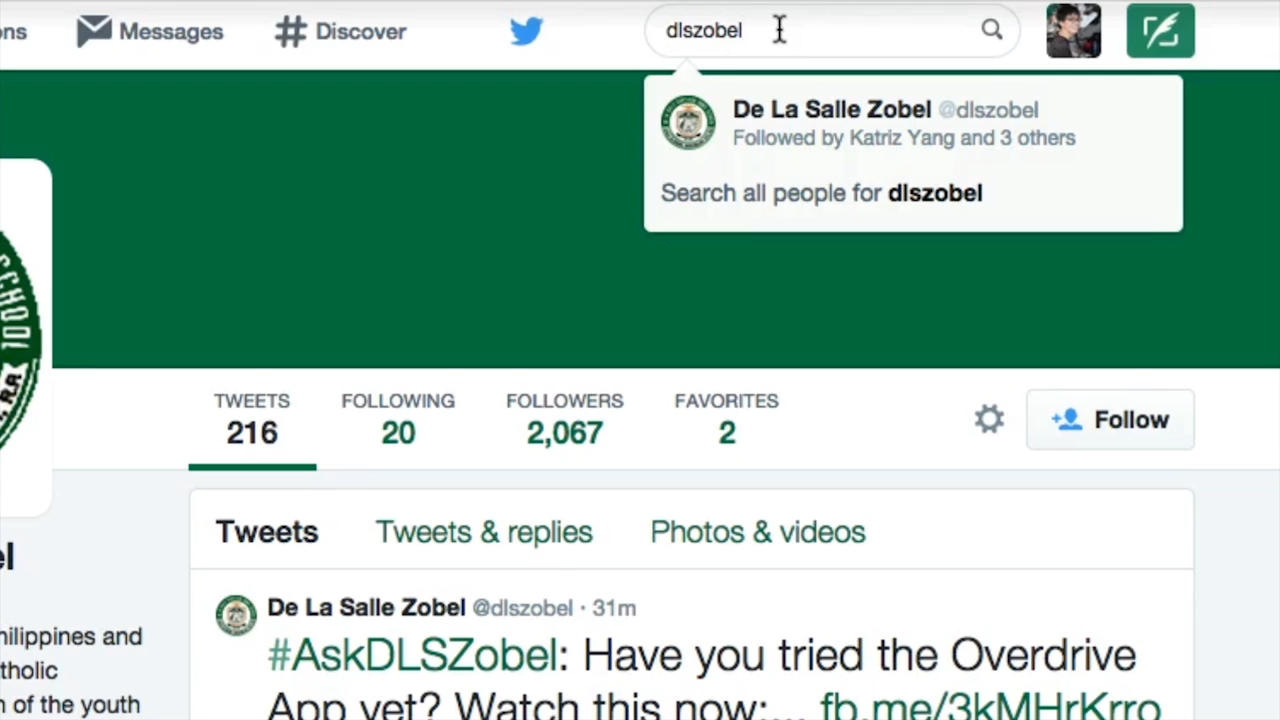 ns Messages Discover dlszobel
De La Salle Zobel @dlszobel
Followed by Katriz Yang and 3 others
Search all people for dlszobel
SCHOOL
R.P.
TWEETS FOLLOWING FOLLOWERS FAVORITES
216 20 2,067 2
Follow
Tweets Tweets & replies Photos & videos
el
De La Salle Zobel @dlszobel · 31m
hilippines and
#AskDLSZobel: Have you tried the Overdrive
tholic
n of the youth
App yet? Watch this now:... fb.me/3kMHrKrro